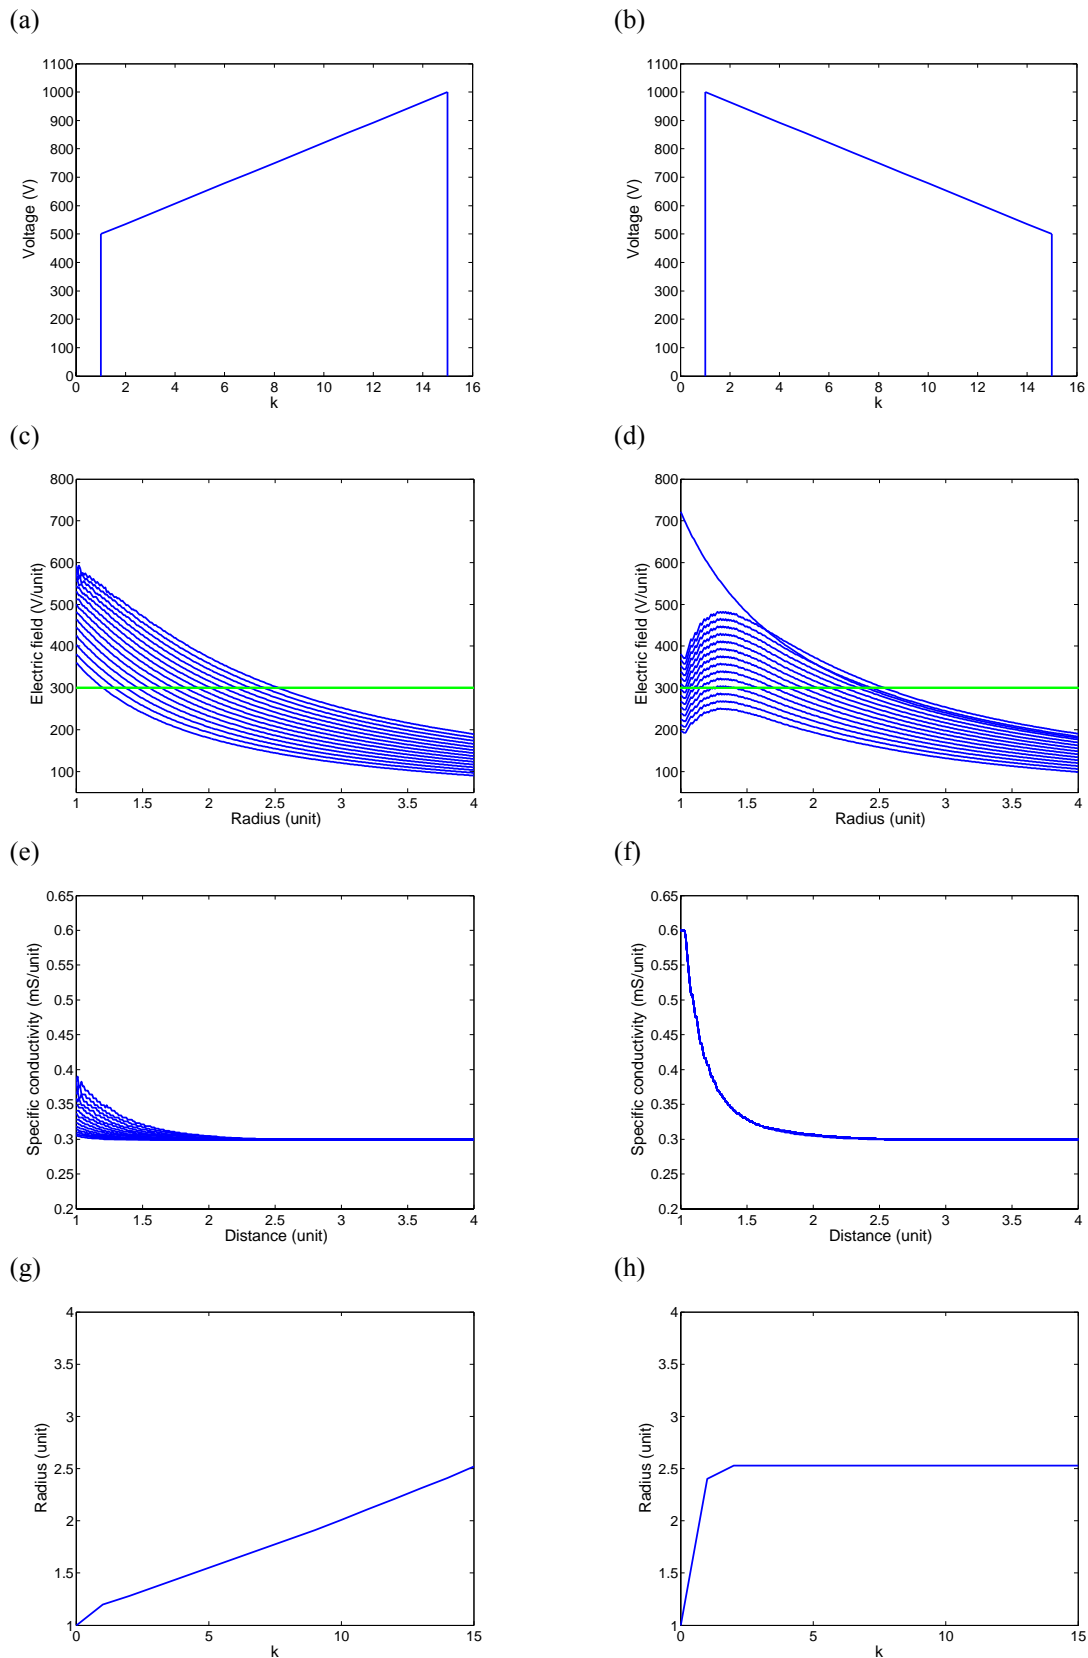 (a)
(b)
1100
1000
900
800
700
600
500
400
300
200
100
0
Voltage (V)
0 2 4 6 8 10 12 14 16
k
1100
1000
900
800
700
600
500
400
300
200
100
0
Voltage (V)
0 2 4 6 8 10 12 14 16
k
(c)
(d)
800
700
600
500
400
300
200
100
Electric field (V/unit)
1 1.5 2 2.5 3 3.5 4
Radius (unit)
800
700
600
500
400
300
200
100
Electric field (V/unit)
1 1.5 2 2.5 3 3.5 4
Radius (unit)
(e)
(f)
0.65
0.6
0.55
0.5
0.45
0.4
0.35
0.3
0.25
0.2
Specific conductivity (mS/unit)
1 1.5 2 2.5 3 3.5 4
Distance (unit)
0.65
0.6
0.55
0.5
0.45
0.4
0.35
0.3
0.25
0.2
Specific conductivity (mS/unit)
1 1.5 2 2.5 3 3.5 4
Distance (unit)
(g)
(h)
4
3.5
3
2.5
2
1.5
1
Radius (unit)
0 5 10 15
k
4
3.5
3
2.5
2
1.5
1
Radius (unit)
0 5 10 15
k